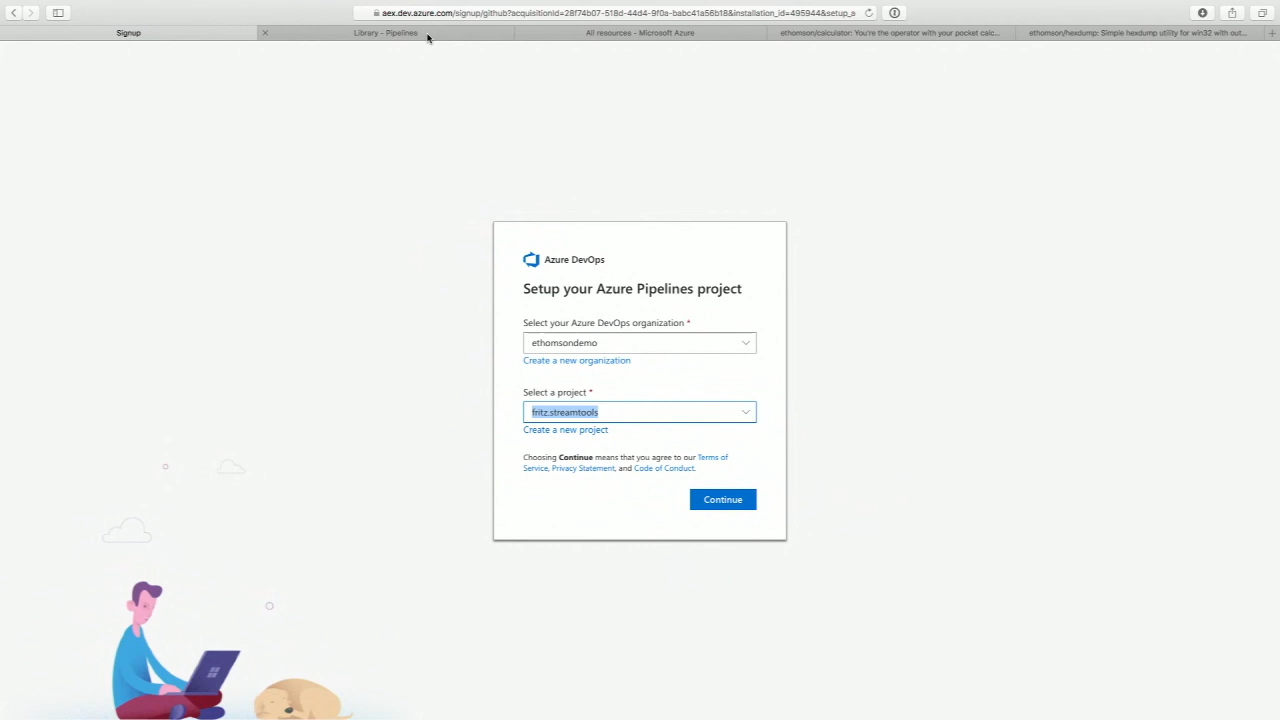 aex.dev.azure.com/signup/github?acquisitionId=28f74b07-518d-44d4-9f0a-babc41a56b18&installation_id=495944&setup_a
Signup
Library - Pipelines
All resources - Microsoft Azure
ethomson/calculator: You're the operator with your pocket calc...
ethomson/hexdump: Simple hexdump utility for win32 with out...
Azure DevOps
Setup your Azure Pipelines project
Select your Azure DevOps organization *
ethomsondemo
Create a new organization
Select a project *
fritz.streamtools
Create a new project
Choosing Continue means that you agree to our Terms of
Service, Privacy Statement, and Code of Conduct.
Continue